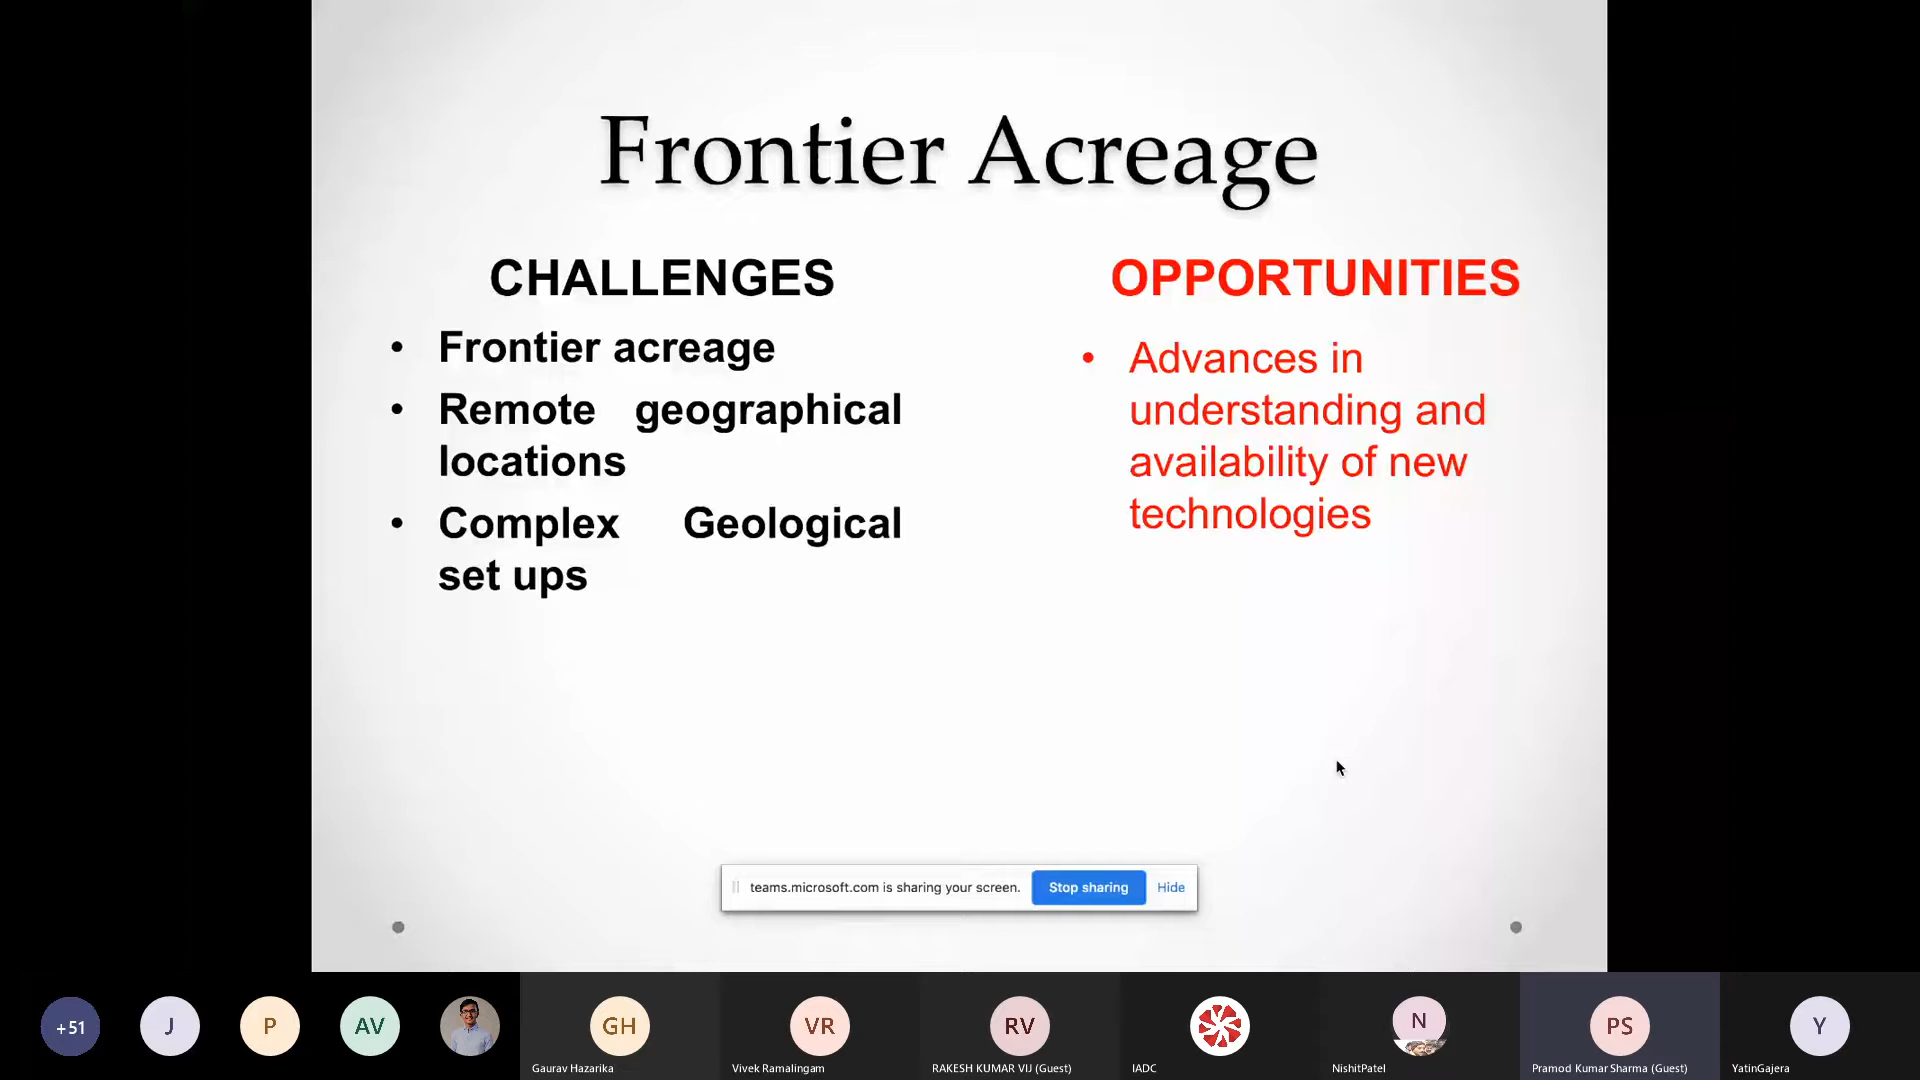 Frontier Acreage
CHALLENGES
• Frontier acreage
• Remote geographical
locations
• Complex Geological
set ups
OPPORTUNITIES
• Advances in
understanding and
availability of new
technologies
teams.microsoft.com is sharing your screen. Stop sharing Hide
+51 J P AV GH VR RV N PS Y
Gaurav Hazarika Vivek Ramalingam RAKESH KUMAR VIJ (Guest) IADC NishitPatel Pramod Kumar Sharma (Guest) YatinGajera